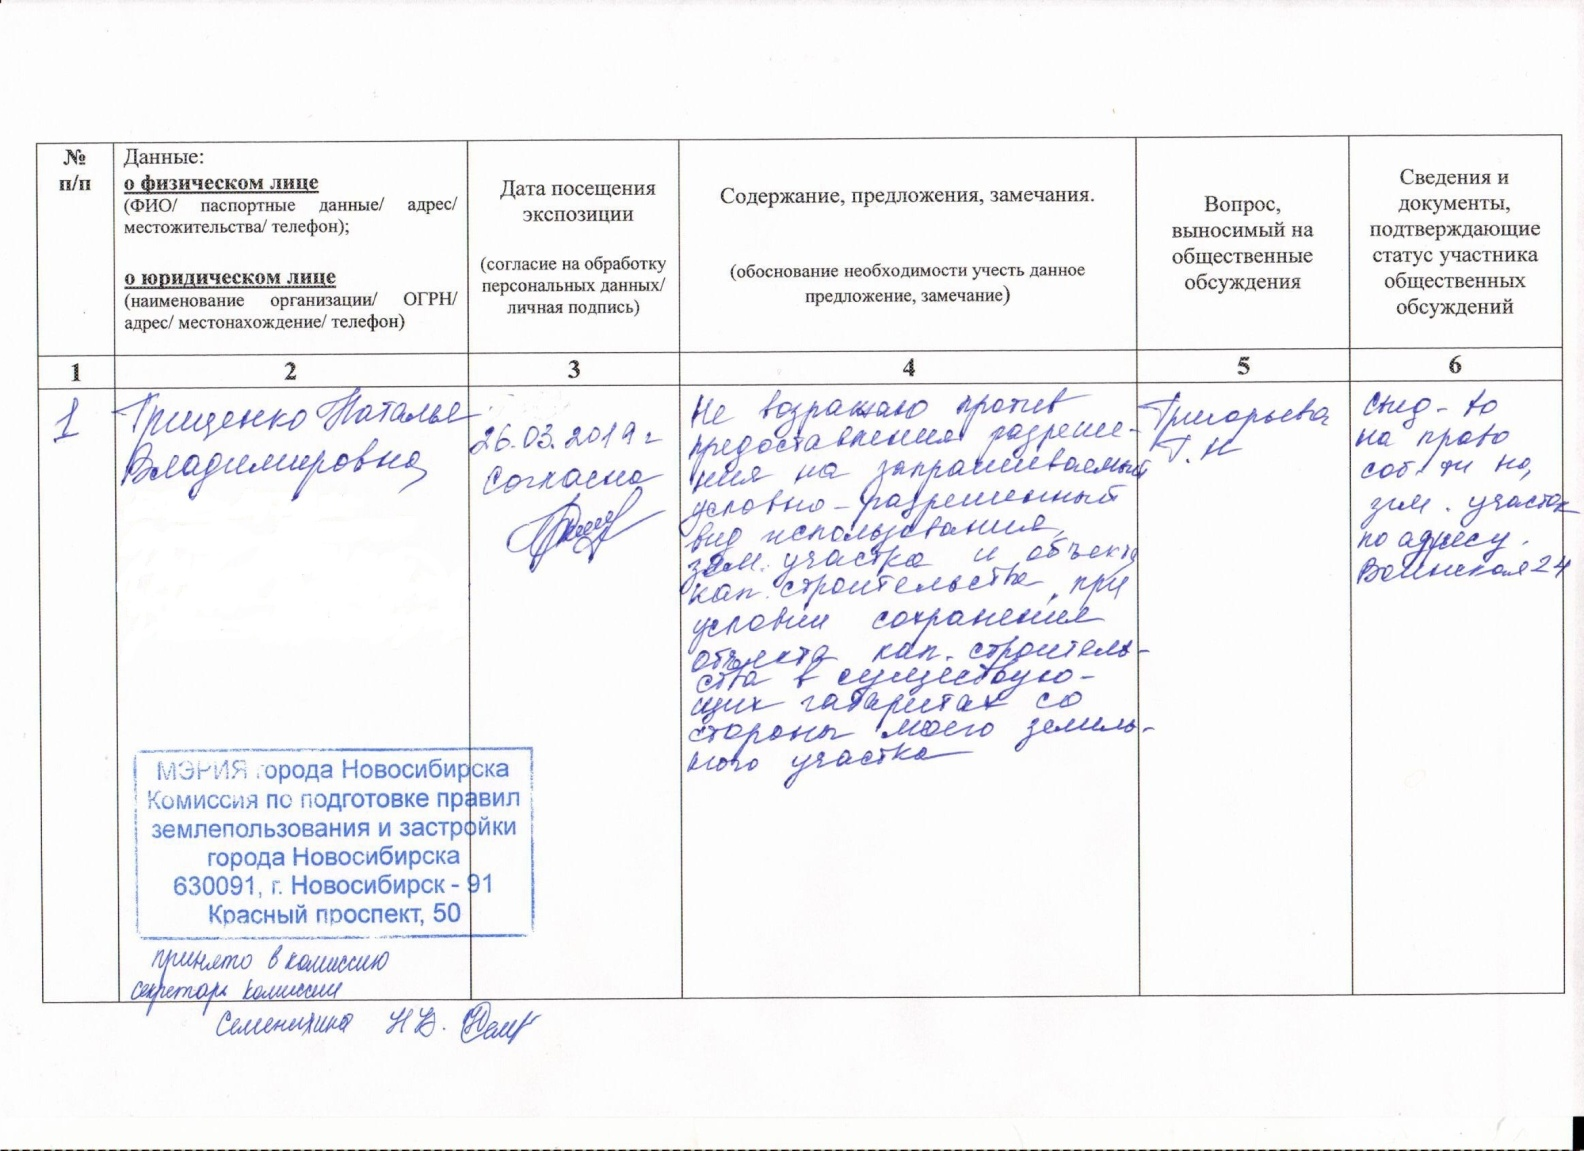 №
п/п
Данные:
о физическом лице
(ФИО/ паспортные данные/ адрес/
местожительства/ телефон);
о юридическом лице
(наименование организации/ ОГРН/
адрес/ местонахождение/ телефон)
Дата посещения
экспозиции
(согласие на обработку
персональных данных/
личная подпись)
Содержание, предложения, замечания.
(обоснование необходимости учесть данное
предложение, замечание)
Вопрос,
выносимый на
общественные
обсуждения
Сведения и
документы,
подтверждающие
статус участника
общественных
обсуждений
1
2
3
4
5
6
1
Грищенко Наталья
Владимировна
26.03.2019 г
Согласна
Не возражаю против
предоставления разреше-
ния на запрашиваемый
условно-разрешенный
вид использования
зем. участка и объекта
кап. строительства, при
условии сохранения
объекта кап. строитель-
ства в существую-
щих габаритах со
стороны моего земель-
ного участка
Григорьева
Т. Н
Свид-во
на право
соб-ти на
зем. участок
по адресу.
Воинская 24
МЭРИЯ города Новосибирска
Комиссия по подготовке правил
землепользования и застройки
города Новосибирска
630091, г. Новосибирск - 91
Красный проспект, 50
принято в комиссию
секретарь комиссии
Семенихина Н В.